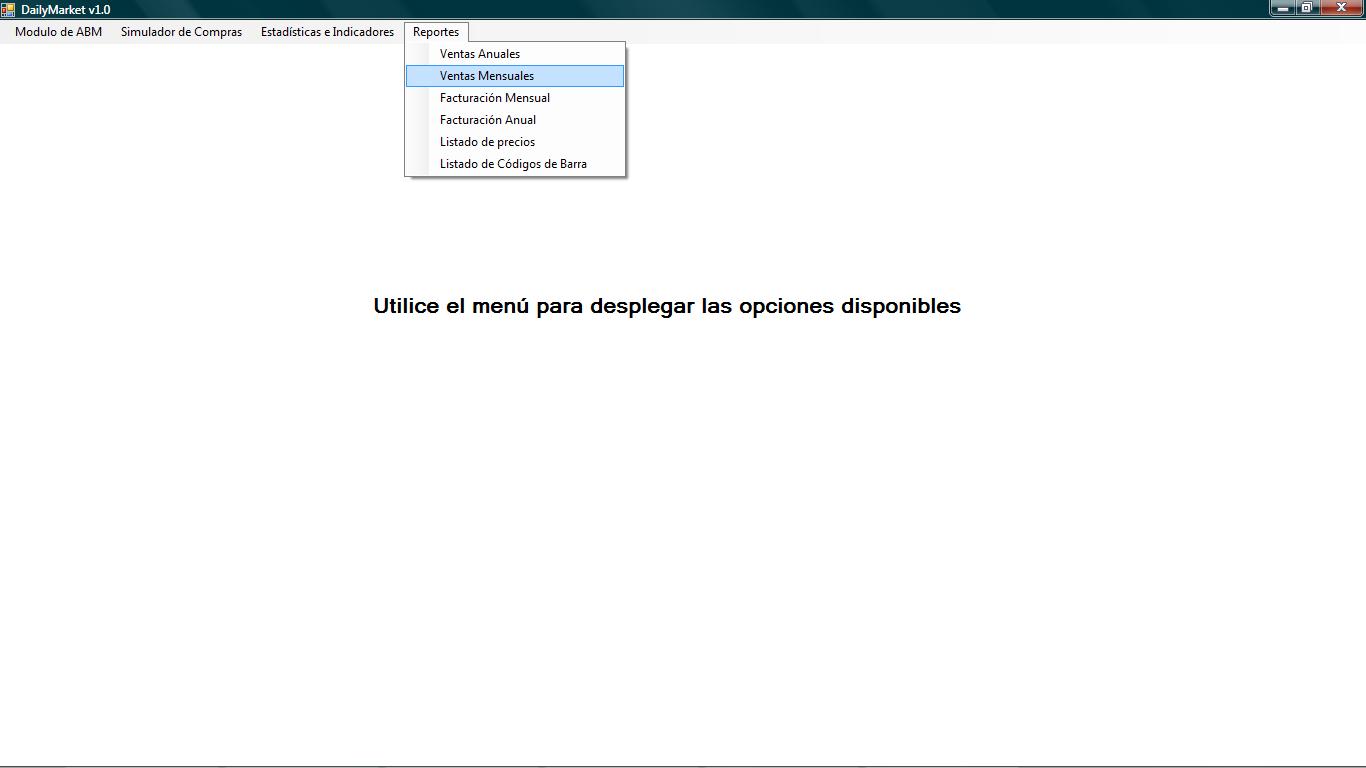 DailyMarket v1.0
Modulo de ABM Simulador de Compras Estadísticas e Indicadores Reportes
Ventas Anuales
Ventas Mensuales
Facturación Mensual
Facturación Anual
Listado de precios
Listado de Códigos de Barra
Utilice el menú para desplegar las opciones disponibles